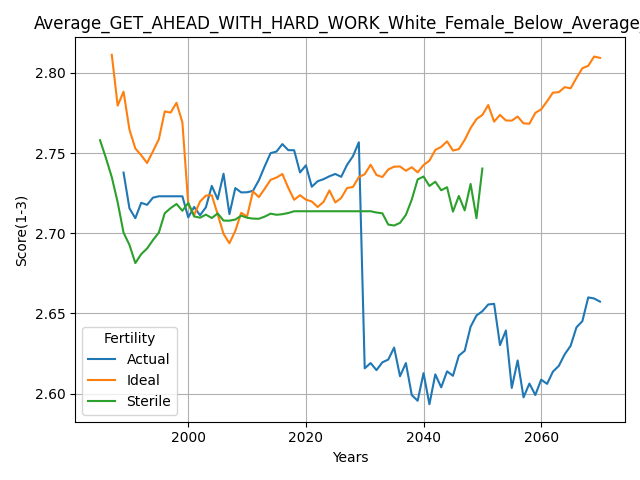 Average_GET_AHEAD_WITH_HARD_WORK_White_Female_Below_Average_
Score(1-3)
2.80
2.75
2.70
2.65
2.60
Fertility
Actual
Ideal
Sterile
2000
2020
2040
2060
Years